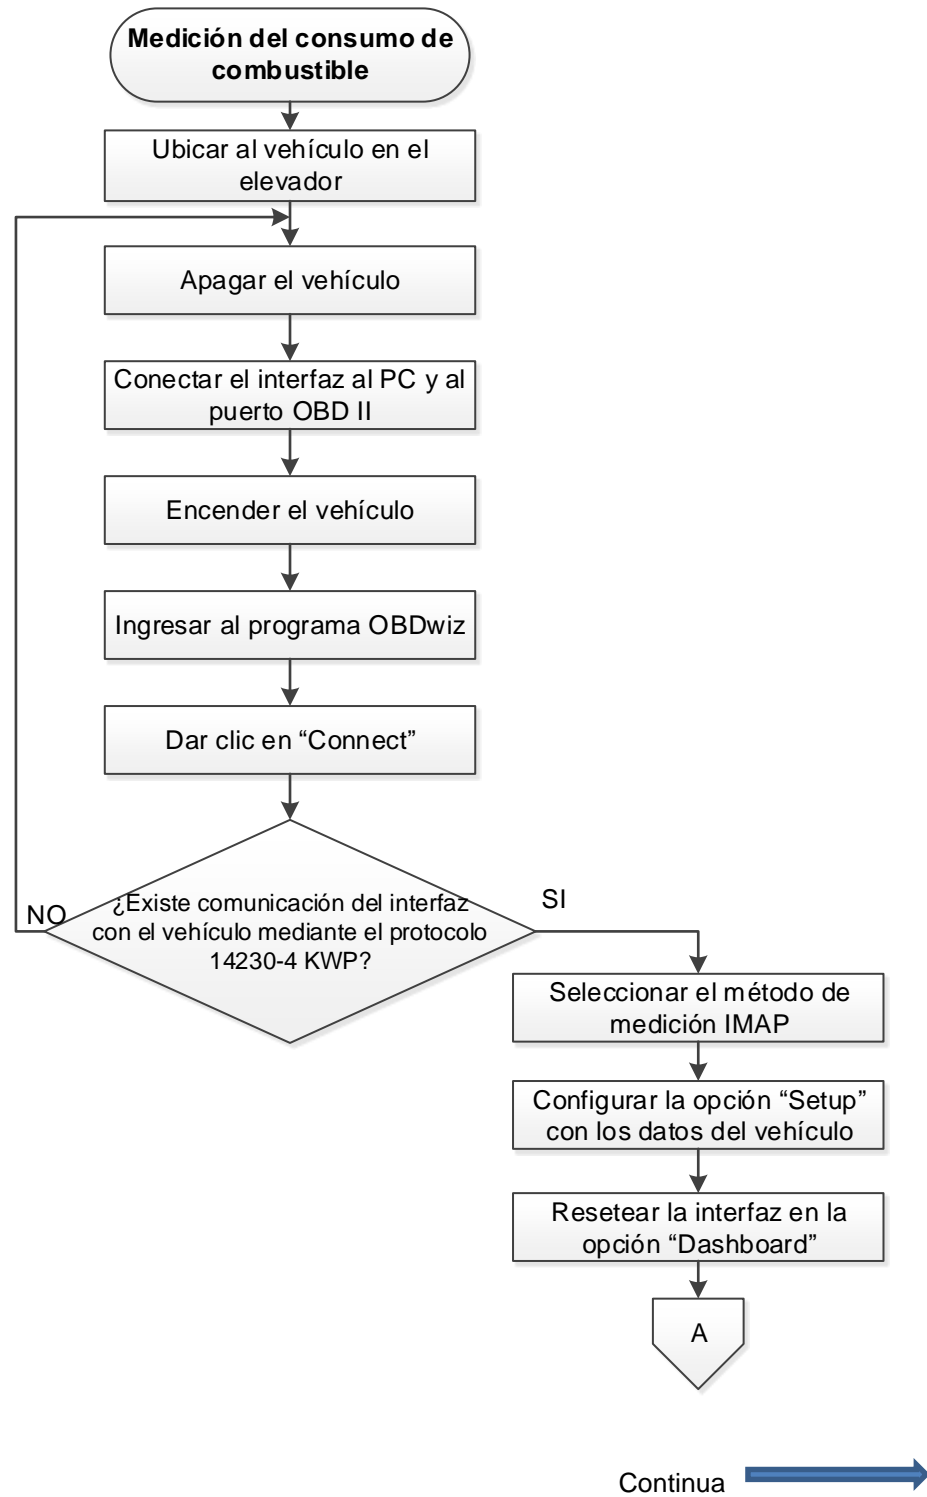 Medición del consumo de
combustible
Ubicar al vehículo en el
elevador
Apagar el vehículo
Conectar el interfaz al PC y al
puerto OBD II
Encender el vehículo
Ingresar al programa OBDwiz
Dar clic en “Connect”
¿Existe comunicación del interfaz
con el vehículo mediante el protocolo
14230-4 KWP?
NO
SI
Seleccionar el método de
medición IMAP
Configurar la opción “Setup”
con los datos del vehículo
Resetear la interfaz en la
opción “Dashboard”
A
Continua